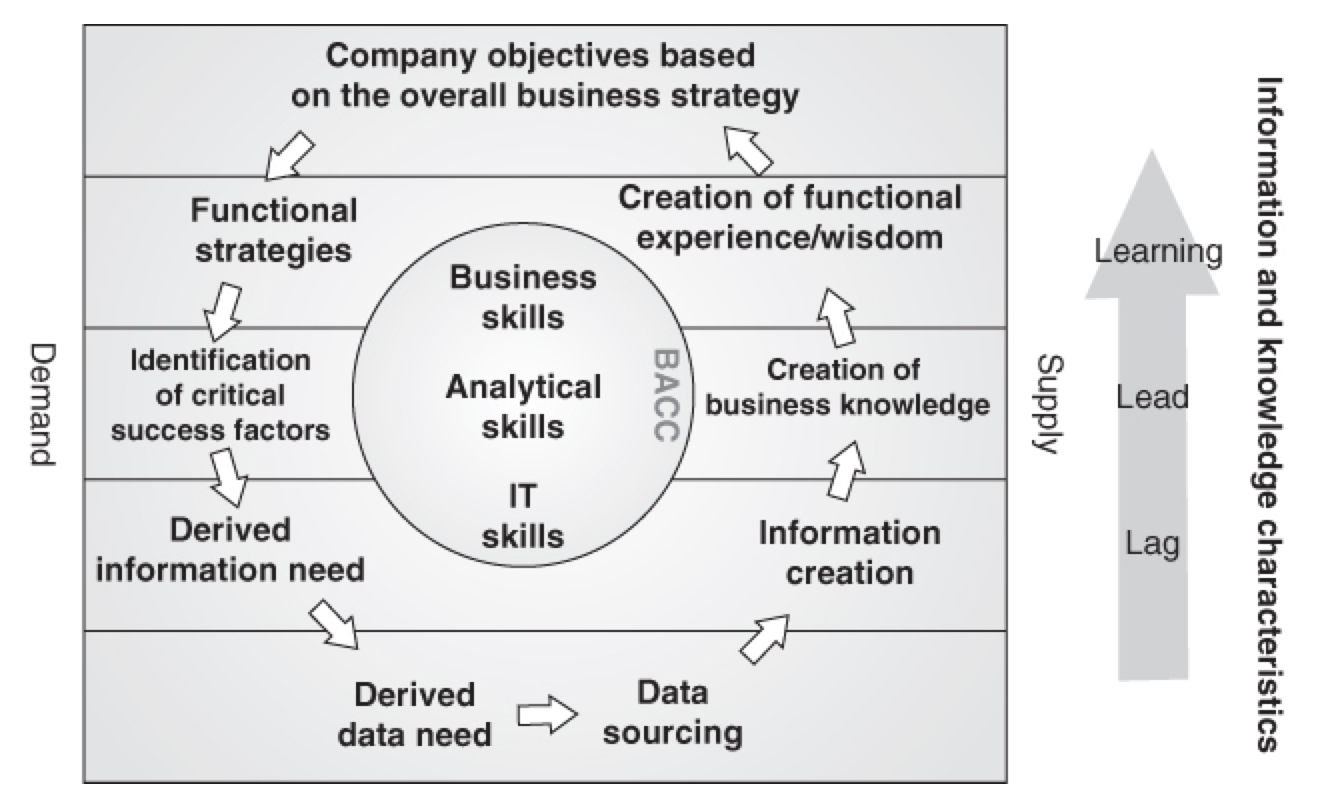 Company objectives based
on the overall business strategy
Functional
strategies
Creation of functional
experience/wisdom
Business
skills
Identification
of critical
success factors
Analytical
skills
BACC
Creation of
business knowledge
Derived
information need
IT
skills
Information
creation
Derived
data need
Data
sourcing
Demand
Supply
Learning
Lead
Lag
Information and knowledge characteristics